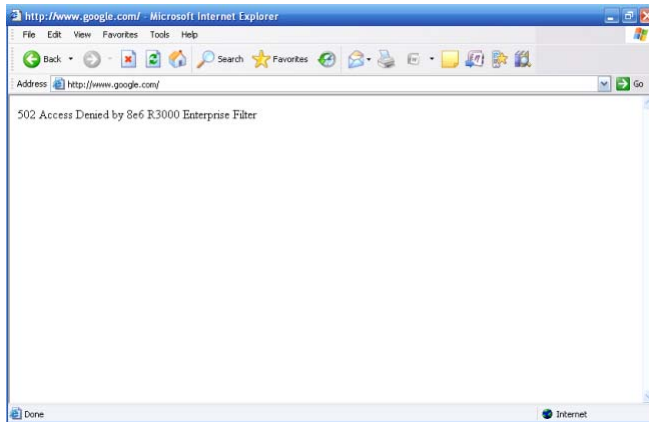 http://www.google.com/ - Microsoft Internet Explorer
File Edit View Favorites Tools Help
Back Search Favorites
Address http://www.google.com/ Go
502 Access Denied by 8e6 R3000 Enterprise Filter
Done Internet